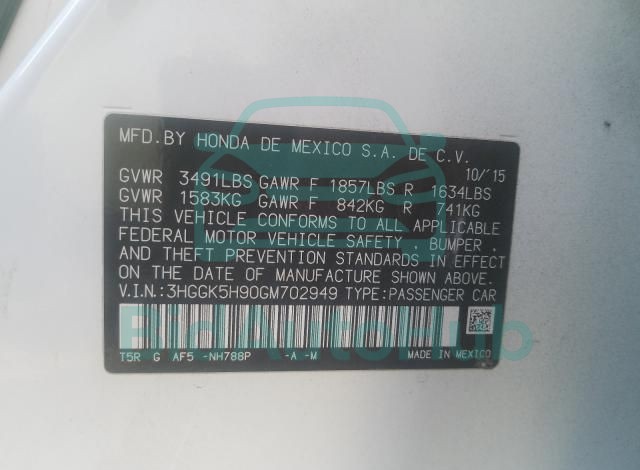 MFD.BY HONDA DE MEXICO S.A. DE C.V.
10/'15
GVWR 3491LBS GAWR F 1857LBS R 1634LBS
GVWR 1583KG GAWR F 842KG R 741KG
THIS VEHICLE CONFORMS TO ALL APPLICABLE
FEDERAL MOTOR VEHICLE SAFETY , BUMPER ,
AND THEFT PREVENTION STANDARDS IN EFFECT
ON THE DATE OF MANUFACTURE SHOWN ABOVE.
V.I.N.:3HGGK5H90GM702949 TYPE:PASSENGER CAR
T5R G AF5 -NH788P -A -M MADE IN MEXICO
BidAutoHub